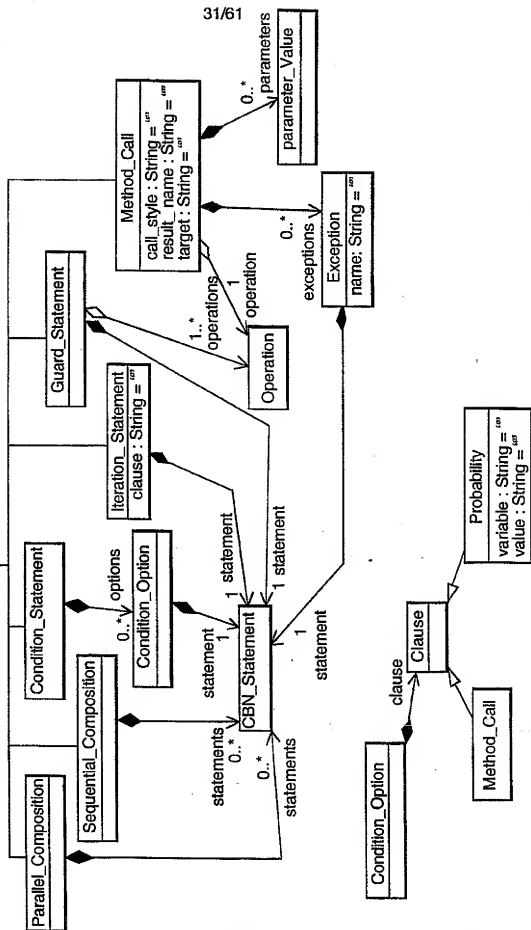 31/61
Parallel_Composition
Sequential_Composition
Condition_Statement
Iteration_ Statement
clause : String = “”
Guard_Statement
Method_Call
call_style : String = “”
result_name : String = “”
target : String = “”
options
0..*
Condition_Option
statements
0..*
statements
0..*
statement
1
CBN_Statement
1 statement
1 statement
1
statement
1..*
operations
1
operation
Operation
0..*
exceptions
Exception
name: String = “”
0..*
parameters
parameter_Value
Condition_Option
clause
Clause
Method_Call
Probability
variable : String = “”
value : String = “”